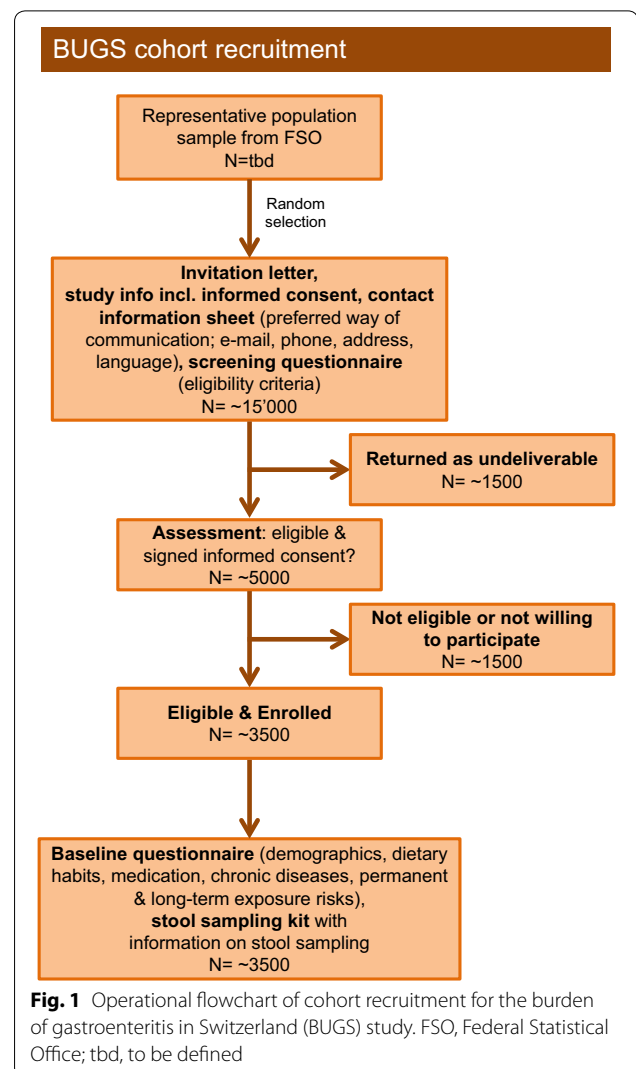 BUGS cohort recruitment
Representative population
sample from FSO
N=tbd
Random
selection
Invitation letter,
study info incl. informed consent, contact
information sheet (preferred way of
communication; e-mail, phone, address,
language), screening questionnaire
(eligibility criteria)
N= ~15’000
Returned as undeliverable
N= ~1500
Assessment: eligible &
signed informed consent?
N= ~5000
Not eligible or not willing
to participate
N= ~1500
Eligible & Enrolled
N= ~3500
Baseline questionnaire (demographics, dietary
habits, medication, chronic diseases, permanent
& long-term exposure risks),
stool sampling kit with
information on stool sampling
N= ~3500
Fig. 1 Operational flowchart of cohort recruitment for the burden
of gastroenteritis in Switzerland (BUGS) study. FSO, Federal Statistical
Office; tbd, to be defined